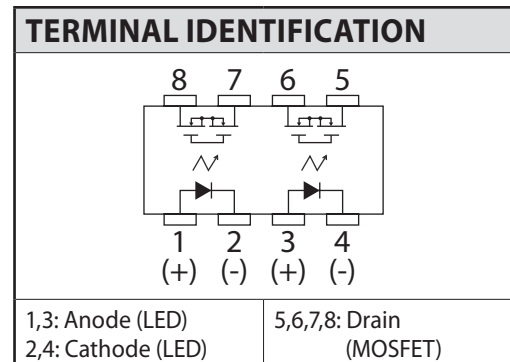 TERMINAL IDENTIFICATION
8 7 6 5
1 2 3 4
(+) (-) (+) (-)
1,3: Anode (LED)
2,4: Cathode (LED)
5,6,7,8: Drain
(MOSFET)